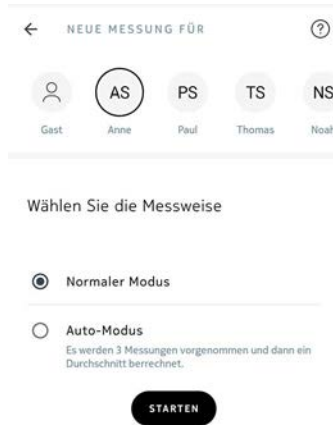 NEUE MESSUNG FÜR
?
AS PS TS NS
Gast Anne Paul Thomas Noah
Wählen Sie die Messweise
Normaler Modus
Auto-Modus
Es werden 3 Messungen vorgenommen und dann ein
Durchschnitt berrechnet.
STARTEN